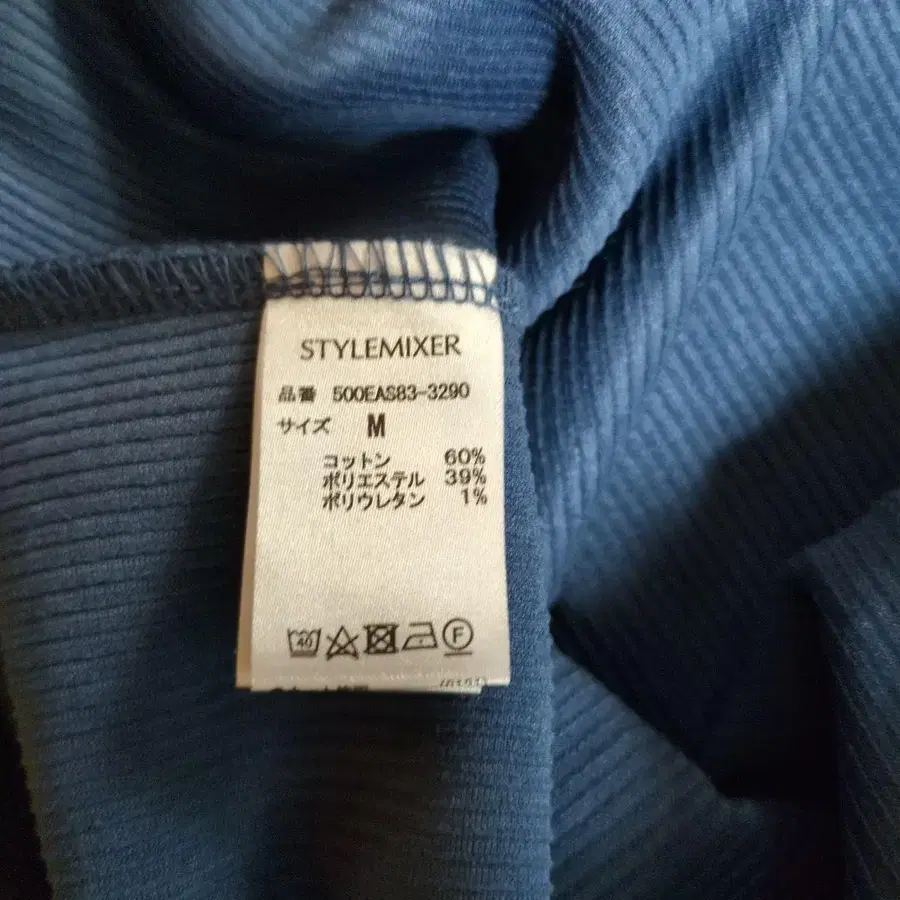 STYLEMIXER
品番 500EAS83-3290
サイズ M
コットン 60%
ポリエステル 39%
ポリウレタン 1%
40
F